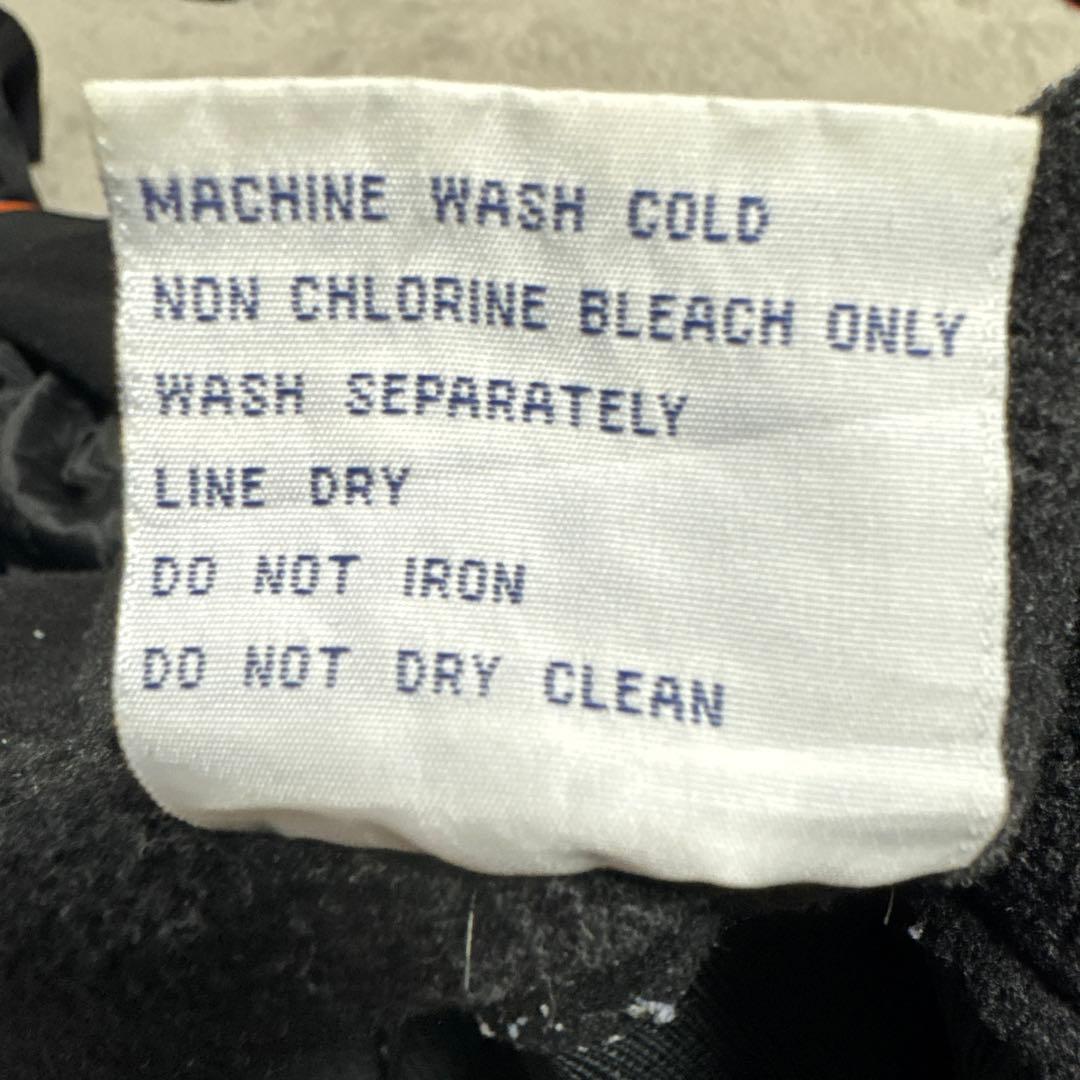 MACHINE WASH COLD
NON CHLORINE BLEACH ONLY
WASH SEPARATELY
LINE DRY
DO NOT IRON
DO NOT DRY CLEAN